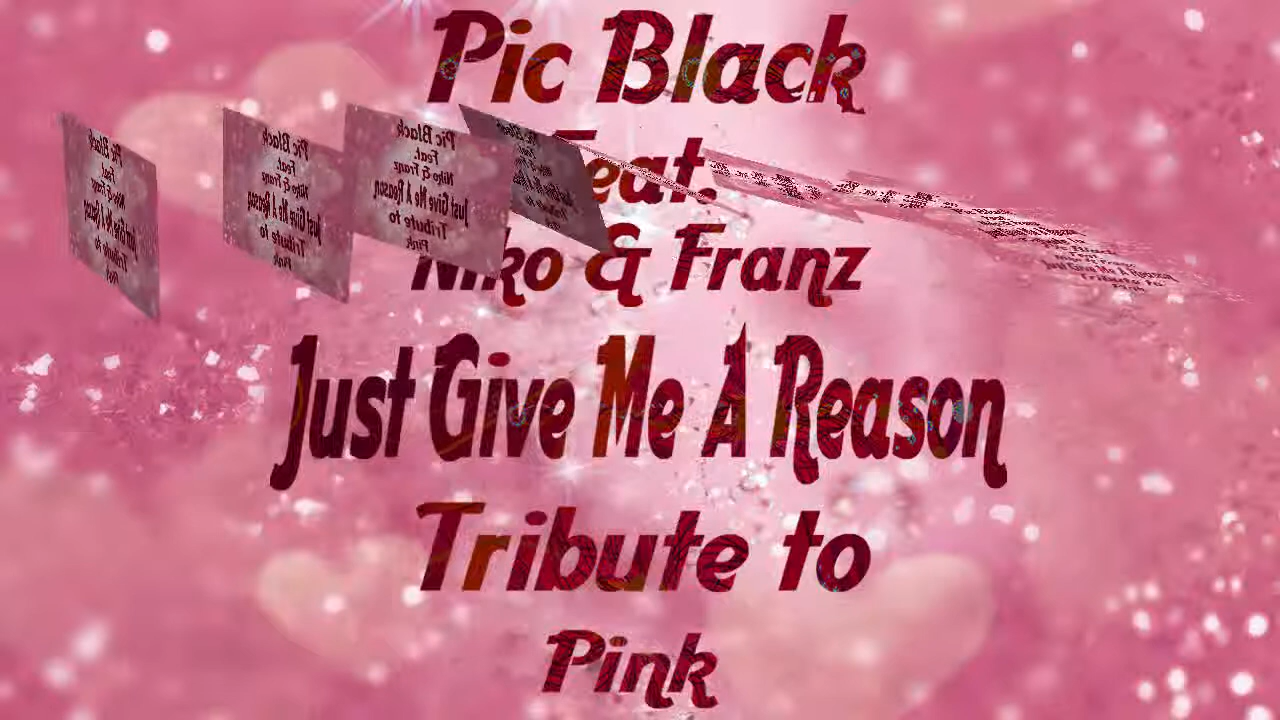 Pic Black
Feat.
Niko & Franz
Just Give Me A Reason
Tribute to
Pink